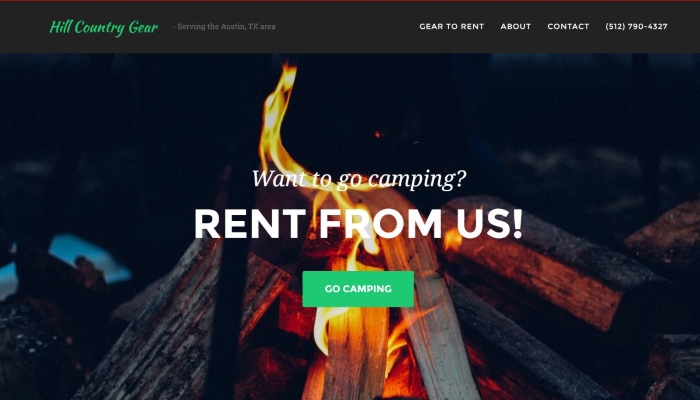 Hill Country Gear
- Serving the Austin, TX area
GEAR TO RENT ABOUT CONTACT (512) 790-4327
Want to go camping?
RENT FROM US!
GO CAMPING